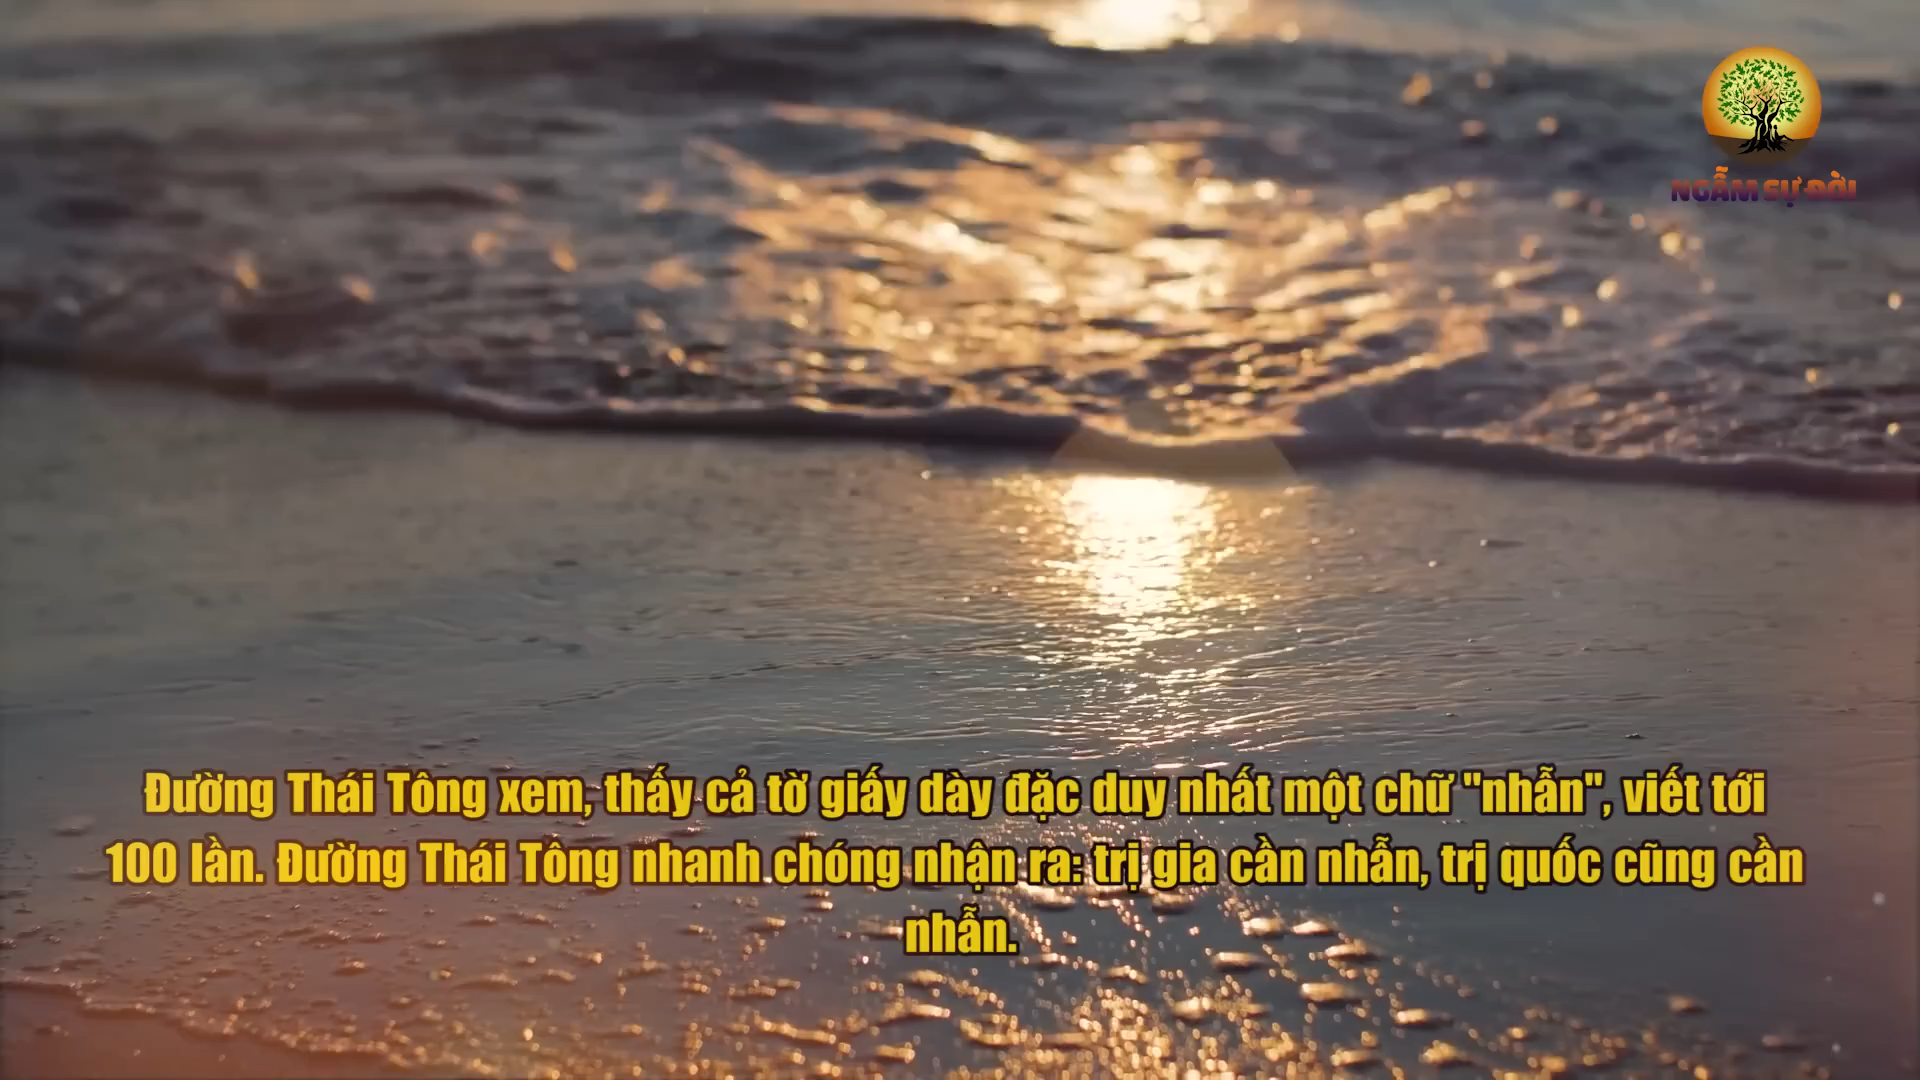 NGẪM SỰ ĐỜI
Đường Thái Tông xem, thấy cả tờ giấy dày đặc duy nhất một chữ "nhẫn", viết tới
100 lần. Đường Thái Tông nhanh chóng nhận ra: trị gia cần nhẫn, trị quốc cũng cần
nhẫn.